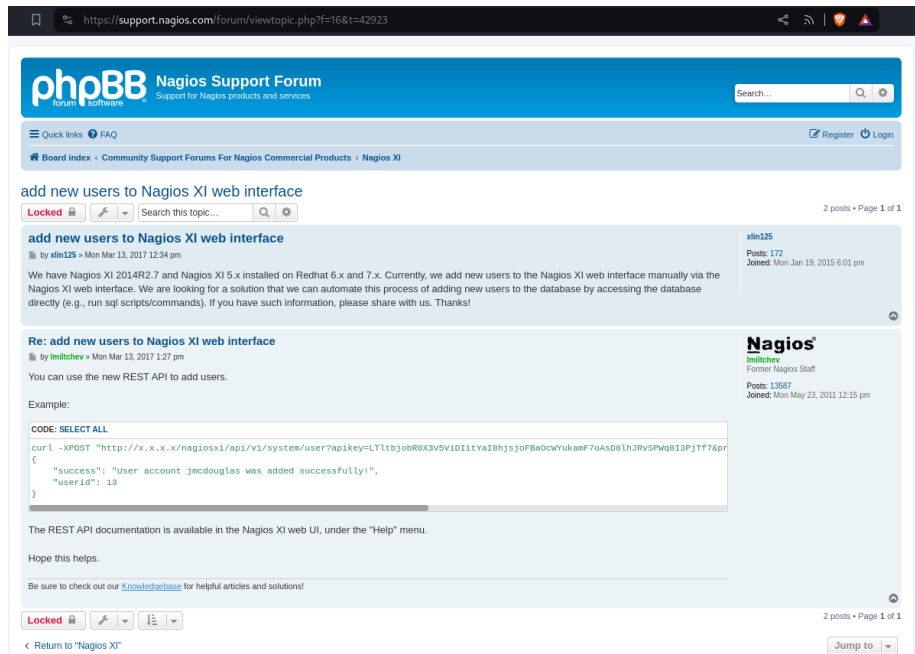 https://support.nagios.com/forum/viewtopic.php?f=16&t=42923
phpBB
forum software
Nagios Support Forum
Support for Nagios products and services
Search…
Quick links FAQ
Register Login
Board index ‹ Community Support Forums For Nagios Commercial Products ‹ Nagios XI
add new users to Nagios XI web interface
Locked Search this topic…
2 posts • Page 1 of 1
add new users to Nagios XI web interface
by xlin125 » Mon Mar 13, 2017 12:34 pm
We have Nagios XI 2014R2.7 and Nagios XI 5.x installed on Redhat 6.x and 7.x. Currently, we add new users to the Nagios XI web interface manually via the
Nagios XI web interface. We are looking for a solution that we can automate this process of adding new users to the database by accessing the database
directly (e.g., run sql scripts/commands). If you have such information, please share with us. Thanks!
xlin125
Posts: 172
Joined: Mon Jan 19, 2015 6:01 pm
Re: add new users to Nagios XI web interface
by lmiltchev » Mon Mar 13, 2017 1:27 pm
You can use the new REST API to add users.
Example:
CODE: SELECT ALL
curl -XPOST "http://x.x.x.x/nagiosxi/api/v1/system/user?apikey=LTltbjobR0X3V5ViDIitYaI8hjsjoFBaOcWYukamF7oAsD8lhJRvSPWq8I3PjTf7&pr
{
"success": "User account jmcdouglas was added successfully!",
"userid": 13
}
The REST API documentation is available in the Nagios XI web UI, under the "Help" menu.
Hope this helps.
Be sure to check out our Knowledgebase for helpful articles and solutions!
Nagios®
lmiltchev
Former Nagios Staff
Posts: 13587
Joined: Mon May 23, 2011 12:15 pm
Locked
2 posts • Page 1 of 1
Return to “Nagios XI”
Jump to